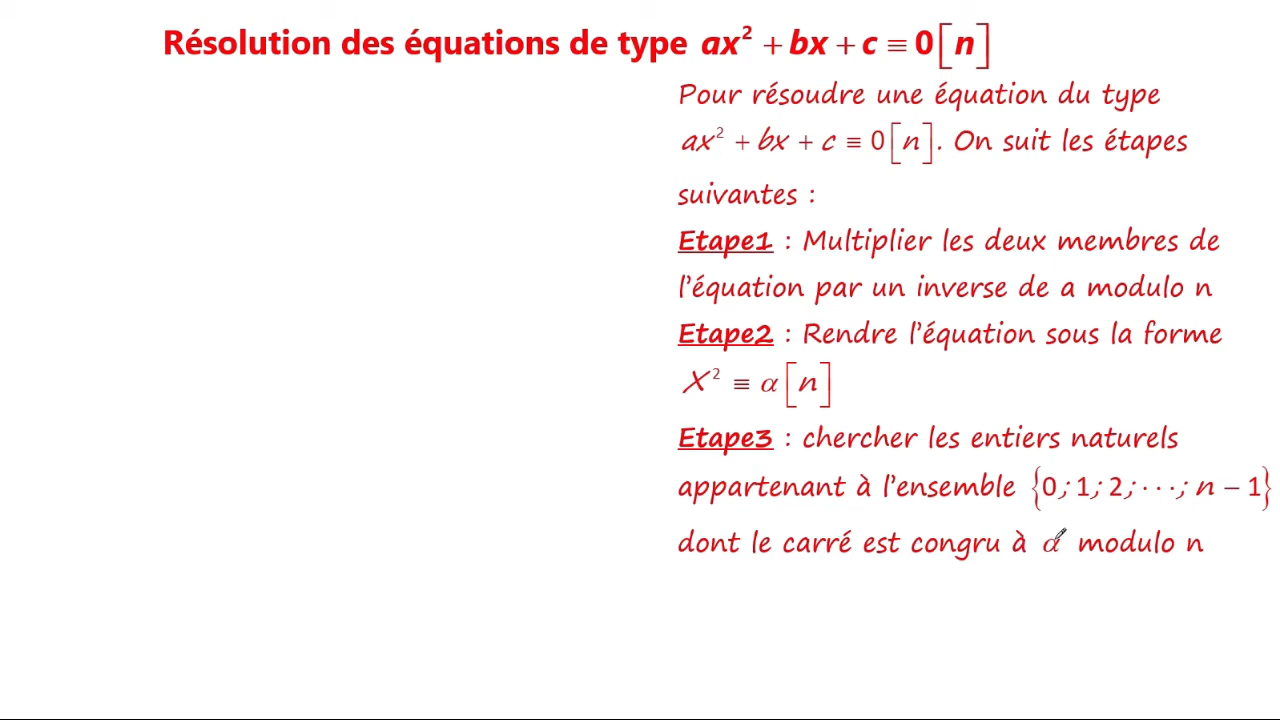 Résolution des équations de type ax² + bx + c ≡ 0[n]
Pour résoudre une équation du type
ax² + bx + c ≡ 0[n]. On suit les étapes
suivantes :
Etape1 : Multiplier les deux membres de
l'équation par un inverse de a modulo n
Etape2 : Rendre l'équation sous la forme
X² ≡ α[n]
Etape3 : chercher les entiers naturels
appartenant à l'ensemble {0; 1; 2; ···; n – 1}
dont le carré est congru à α modulo n